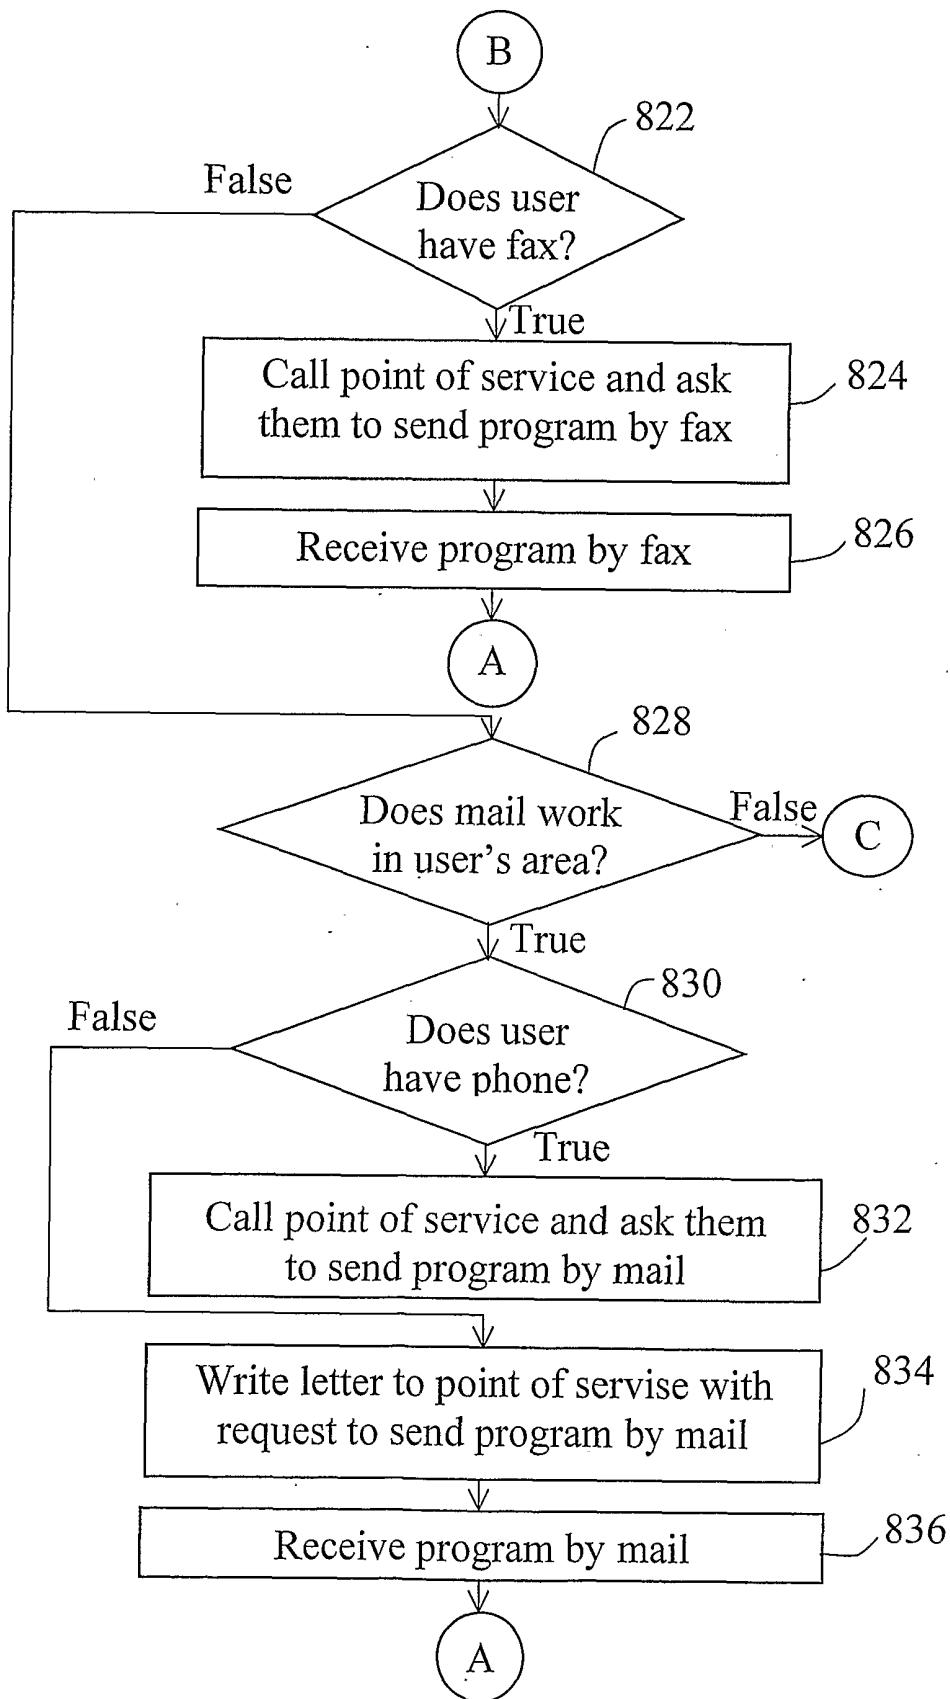 B
822
False
Does user
have fax?
True
Call point of service and ask
them to send program by fax
824
Receive program by fax
826
A
828
Does mail work
in user's area?
False
C
True
830
False
Does user
have phone?
True
Call point of service and ask them
to send program by mail
832
Write letter to point of servise with
request to send program by mail
834
Receive program by mail
836
A